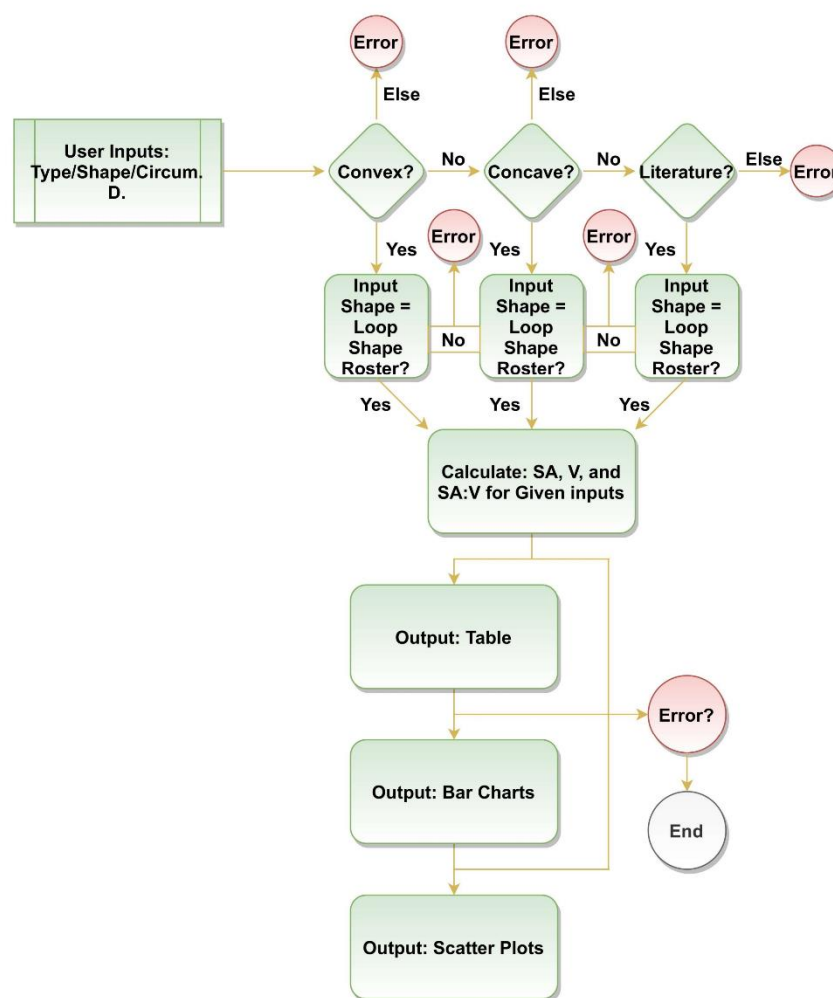 Error
Error
Else
Else
User Inputs:
Type/Shape/Circum.
D.
Convex?
No
Concave?
No
Literature?
Else
Error
Yes
Error
Yes
Error
Yes
Input
Shape =
Loop
Shape
Roster?
No
Input
Shape =
Loop
Shape
Roster?
No
Input
Shape =
Loop
Shape
Roster?
Yes
Yes
Yes
Calculate: SA, V, and
SA:V for Given inputs
Output: Table
Error?
Output: Bar Charts
End
Output: Scatter Plots